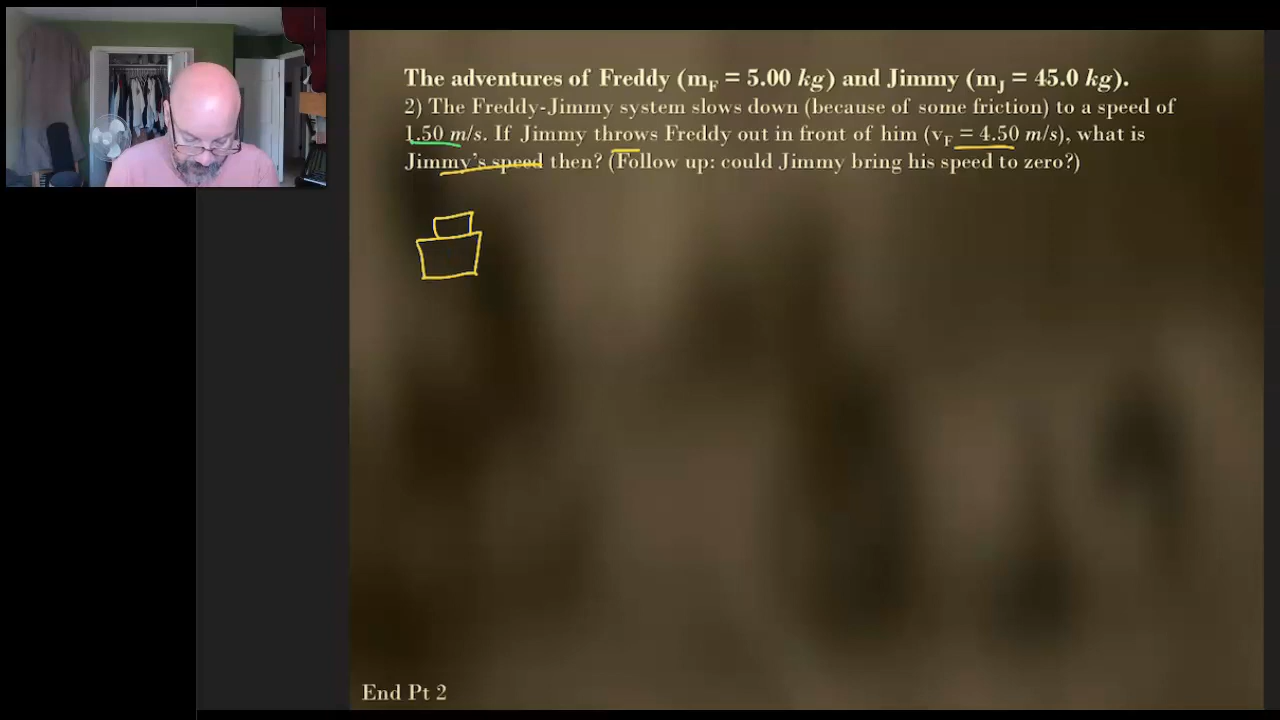 The adventures of Freddy (mF = 5.00 kg) and Jimmy (mJ = 45.0 kg).
2) The Freddy-Jimmy system slows down (because of some friction) to a speed of
1.50 m/s. If Jimmy throws Freddy out in front of him (vF = 4.50 m/s), what is
Jimmy's speed then? (Follow up: could Jimmy bring his speed to zero?)
End Pt 2